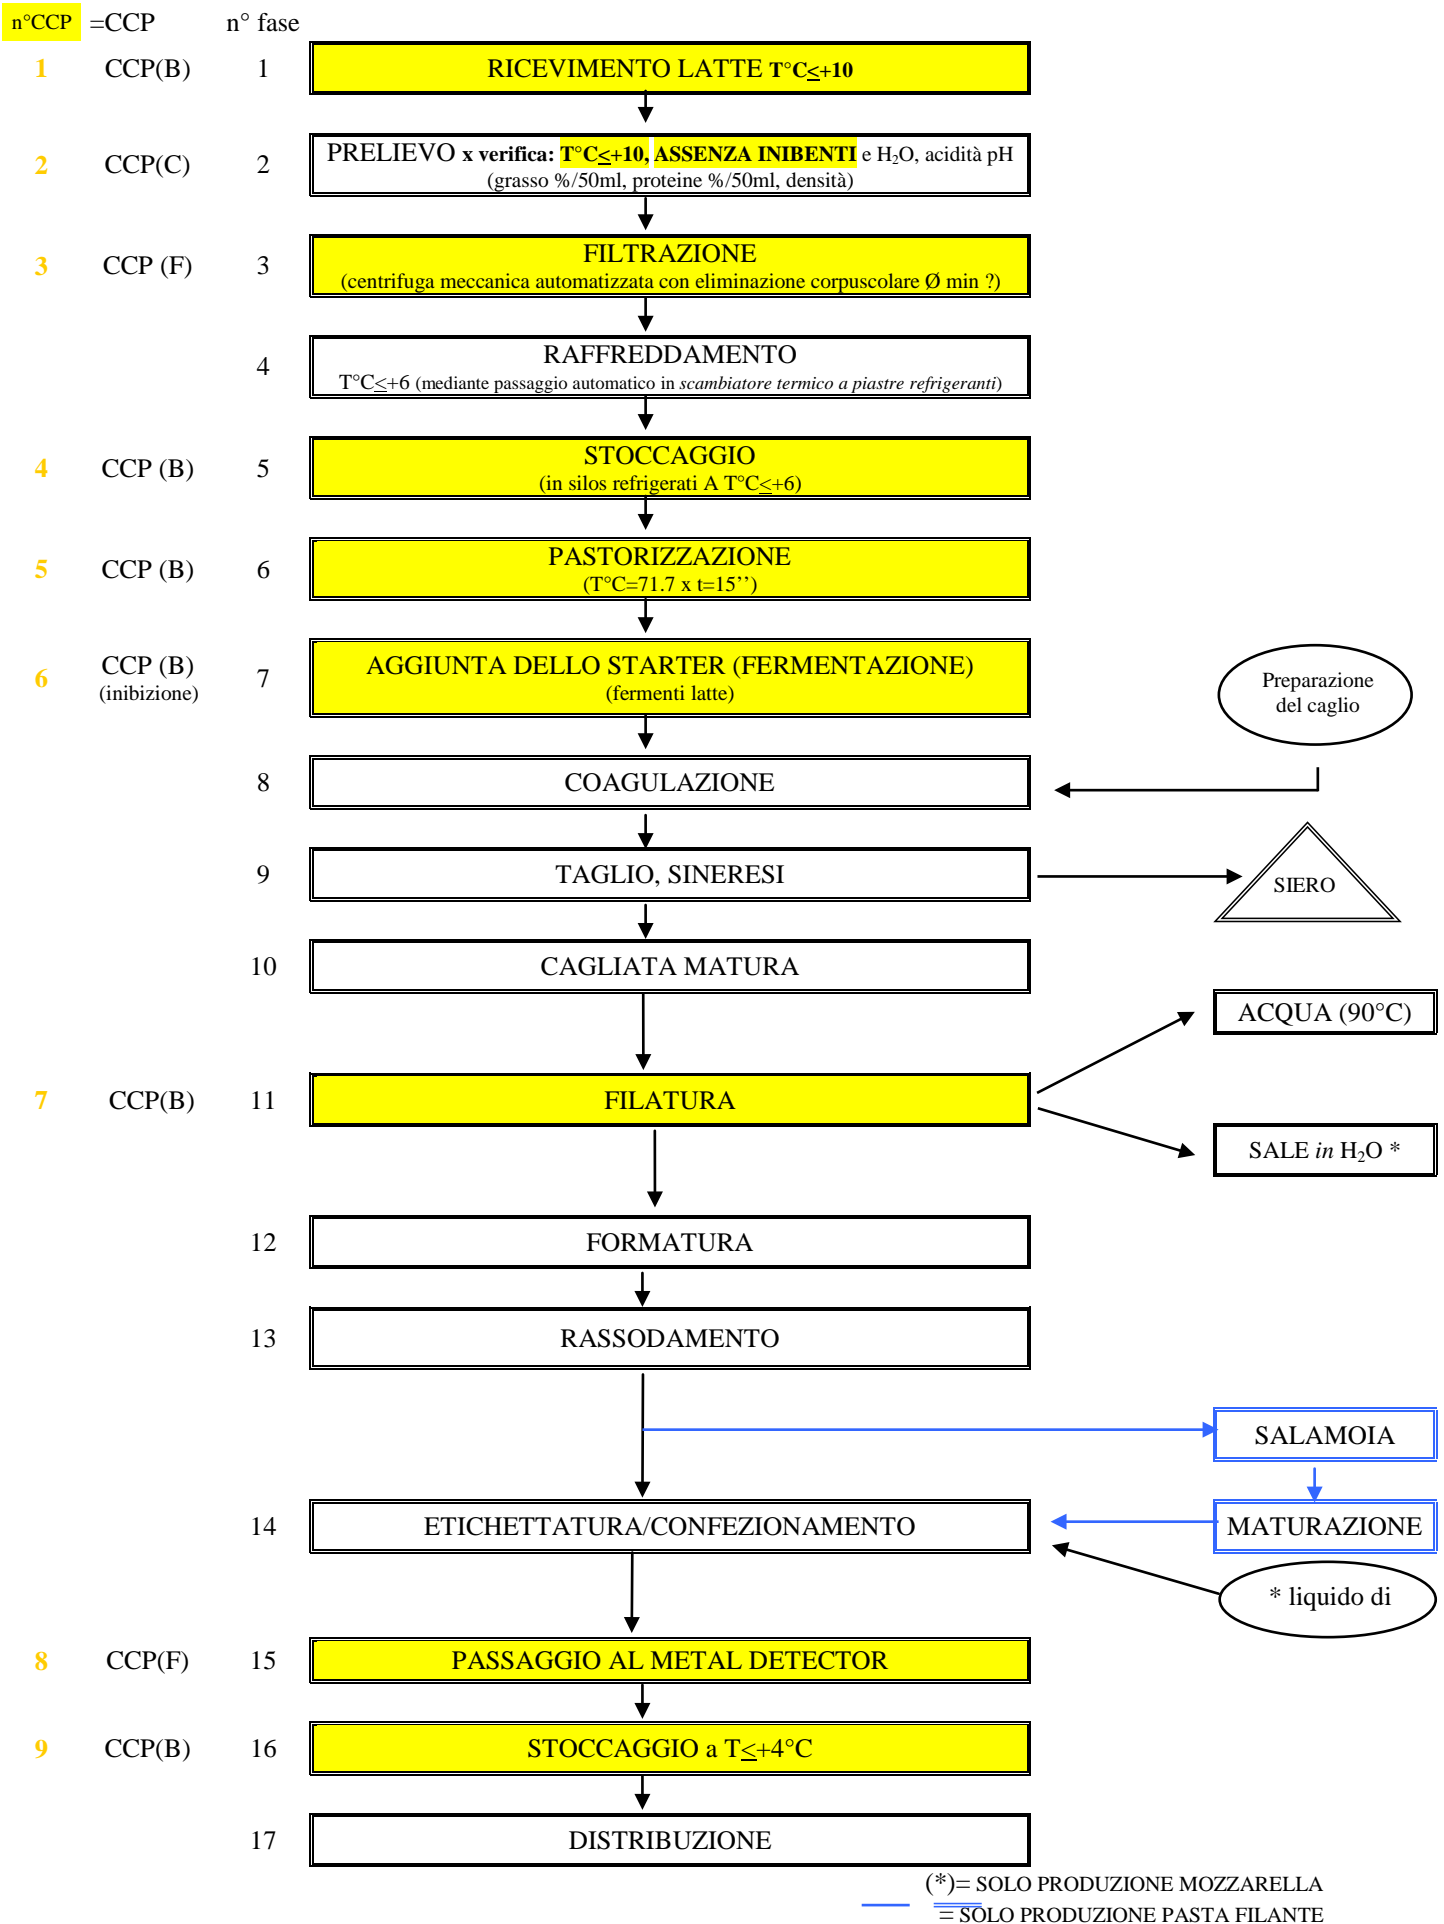 n°CCP =CCP n° fase
1 CCP(B) 1 RICEVIMENTO LATTE T°C≤+10
2 CCP(C) 2 PRELIEVO x verifica: T°C≤+10, ASSENZA INIBENTI e H₂O, acidità pH
(grasso %/50ml, proteine %/50ml, densità)
3 CCP (F) 3 FILTRAZIONE
(centrifuga meccanica automatizzata con eliminazione corpuscolare Ø min ?)
4 RAFFREDDAMENTO
T°C≤+6 (mediante passaggio automatico in scambiatore termico a piastre refrigeranti)
4 CCP (B) 5 STOCCAGGIO
(in silos refrigerati A T°C≤+6)
5 CCP (B) 6 PASTORIZZAZIONE
(T°C=71.7 x t=15’’)
6 CCP (B) 7 AGGIUNTA DELLO STARTER (FERMENTAZIONE)
(inibizione) (fermenti latte)
Preparazione
del caglio
8 COAGULAZIONE
9 TAGLIO, SINERESI SIERO
10 CAGLIATA MATURA
ACQUA (90°C)
7 CCP(B) 11 FILATURA
SALE in H₂O *
12 FORMATURA
13 RASSODAMENTO
SALAMOIA
14 ETICHETTATURA/CONFEZIONAMENTO MATURAZIONE
* liquido di
8 CCP(F) 15 PASSAGGIO AL METAL DETECTOR
9 CCP(B) 16 STOCCAGGIO a T≤+4°C
17 DISTRIBUZIONE
(*)= SOLO PRODUZIONE MOZZARELLA
= SOLO PRODUZIONE PASTA FILANTE